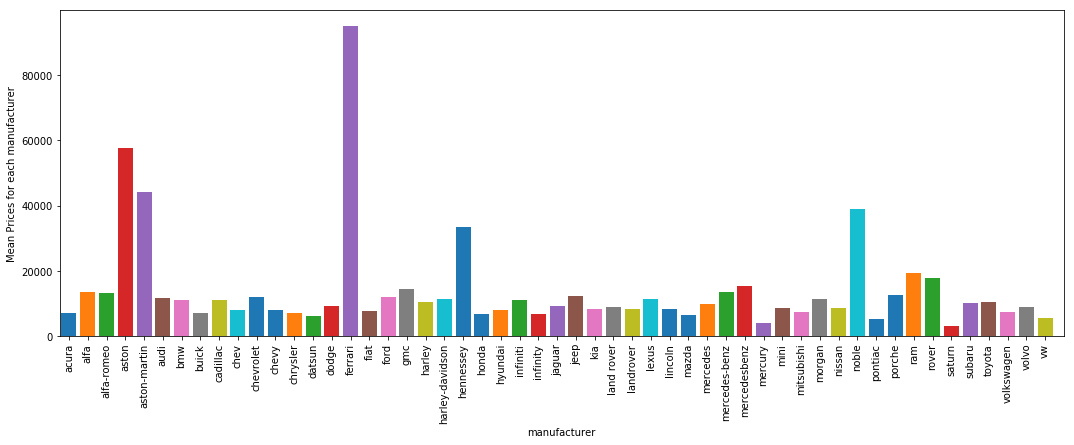 Mean Prices for each manufacturer
80000
60000
40000
20000
0
acura
alfa
alfa-romeo
aston
aston-martin
audi
bmw
buick
cadillac
chev
chevrolet
chevy
chrysler
datsun
dodge
ferrari
fiat
ford
gmc
harley
harley-davidson
hennessey
honda
hyundai
infiniti
infinity
jaguar
jeep
kia
land rover
landrover
lexus
lincoln
mazda
mercedes
mercedes-benz
mercedesbenz
mercury
mini
mitsubishi
morgan
nissan
noble
pontiac
porche
ram
rover
saturn
subaru
toyota
volkswagen
volvo
vw
manufacturer